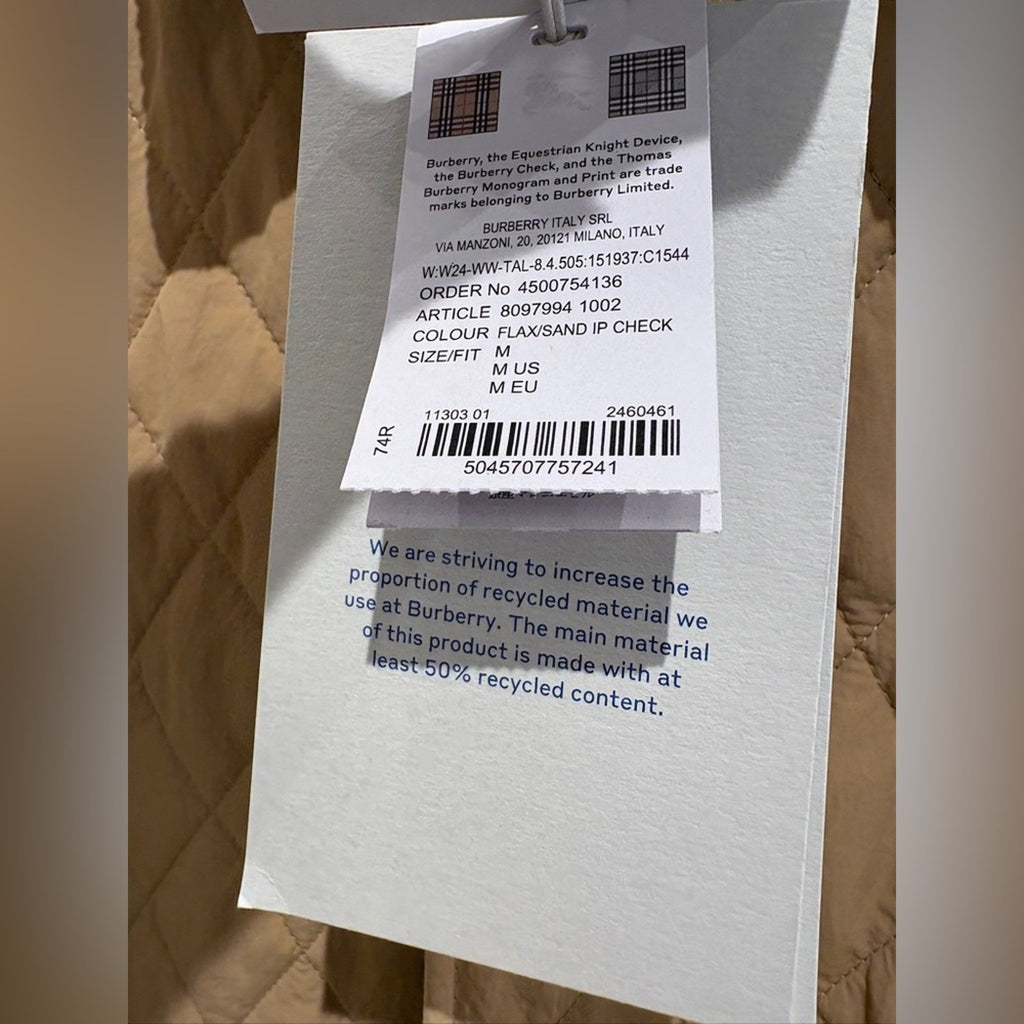 Burberry, the Equestrian Knight Device,
the Burberry Check, and the Thomas
Burberry Monogram and Print are trade
marks belonging to Burberry Limited.
BURBERRY ITALY SRL
VIA MANZONI, 20, 20121 MILANO, ITALY
W:W24-WW-TAL-8.4.505:151937:C1544
ORDER No 4500754136
ARTICLE 8097994 1002
COLOUR FLAX/SAND IP CHECK
SIZE/FIT M
M US
M EU
11303 01 2460461
74R
5045707757241
We are striving to increase the
proportion of recycled material we
use at Burberry. The main material
of this product is made with at
least 50% recycled content.